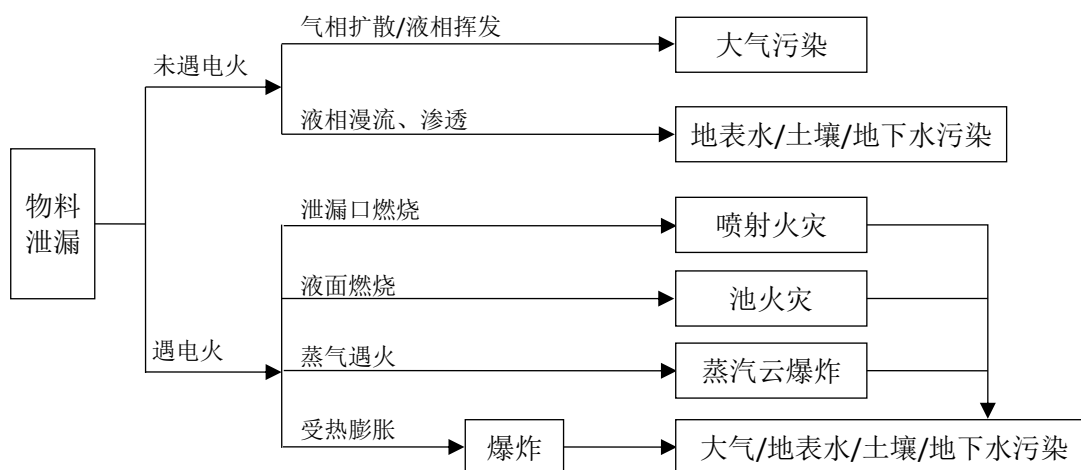 气相扩散/液相挥发
大气污染
未遇电火
液相漫流、渗透
地表水/土壤/地下水污染
物料
泄漏
泄漏口燃烧
喷射火灾
液面燃烧
池火灾
遇电火
蒸气遇火
蒸汽云爆炸
受热膨胀
爆炸
大气/地表水/土壤/地下水污染